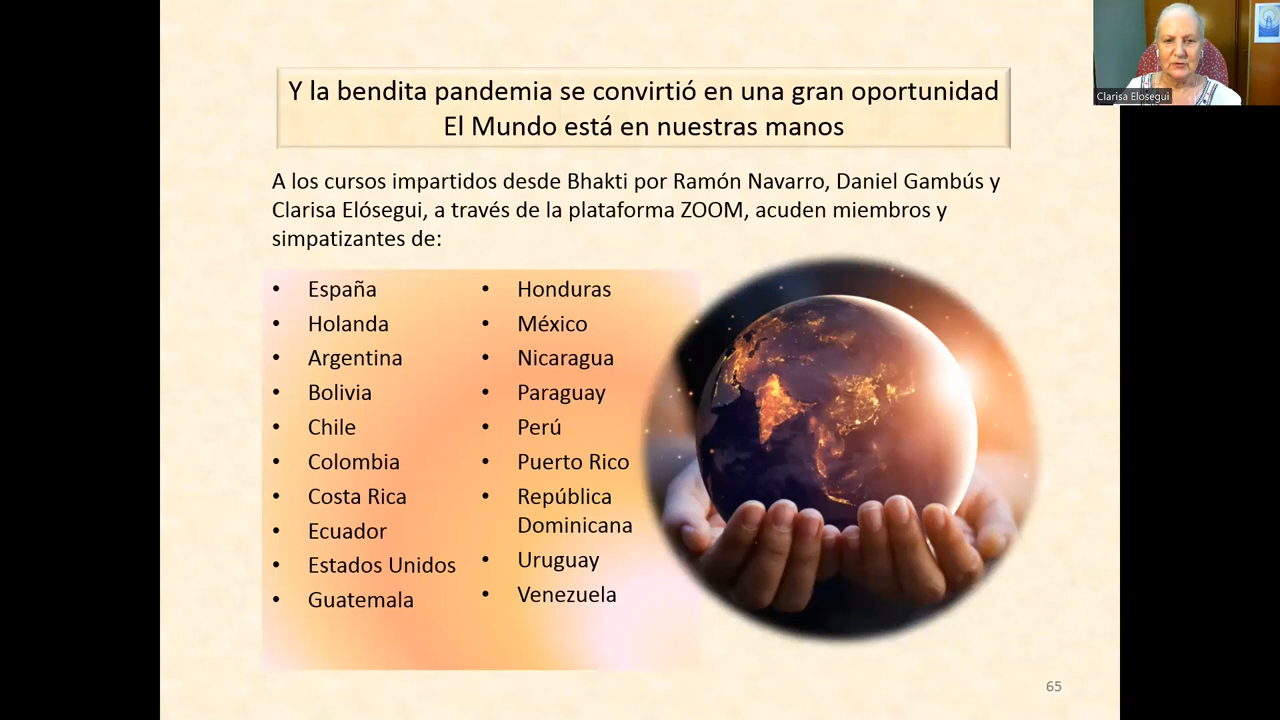 Y la bendita pandemia se convirtió en una gran oportunidad
El Mundo está en nuestras manos
A los cursos impartidos desde Bhakti por Ramón Navarro, Daniel Gambús y
Clarisa Elósegui, a través de la plataforma ZOOM, acuden miembros y
simpatizantes de:
• España
• Holanda
• Argentina
• Bolivia
• Chile
• Colombia
• Costa Rica
• Ecuador
• Estados Unidos
• Guatemala
• Honduras
• México
• Nicaragua
• Paraguay
• Perú
• Puerto Rico
• República
Dominicana
• Uruguay
• Venezuela
65
Clarisa Elosegui